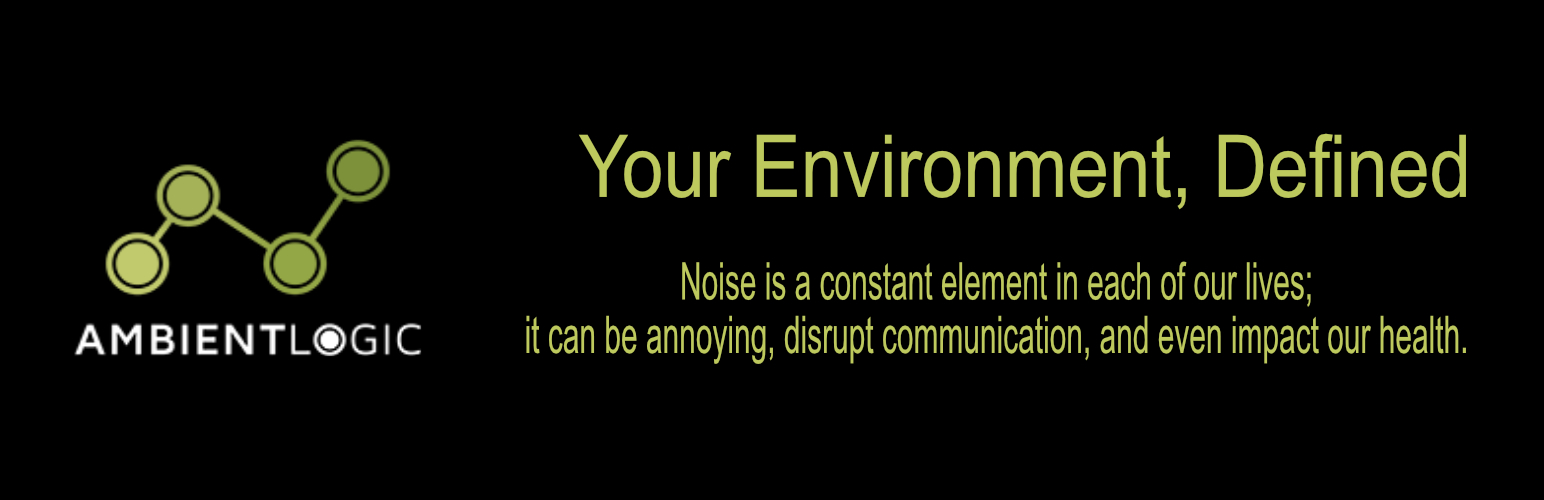 AMBIENTLOGIC
Your Environment, Defined
Noise is a constant element in each of our lives;
it can be annoying, disrupt communication, and even impact our health.